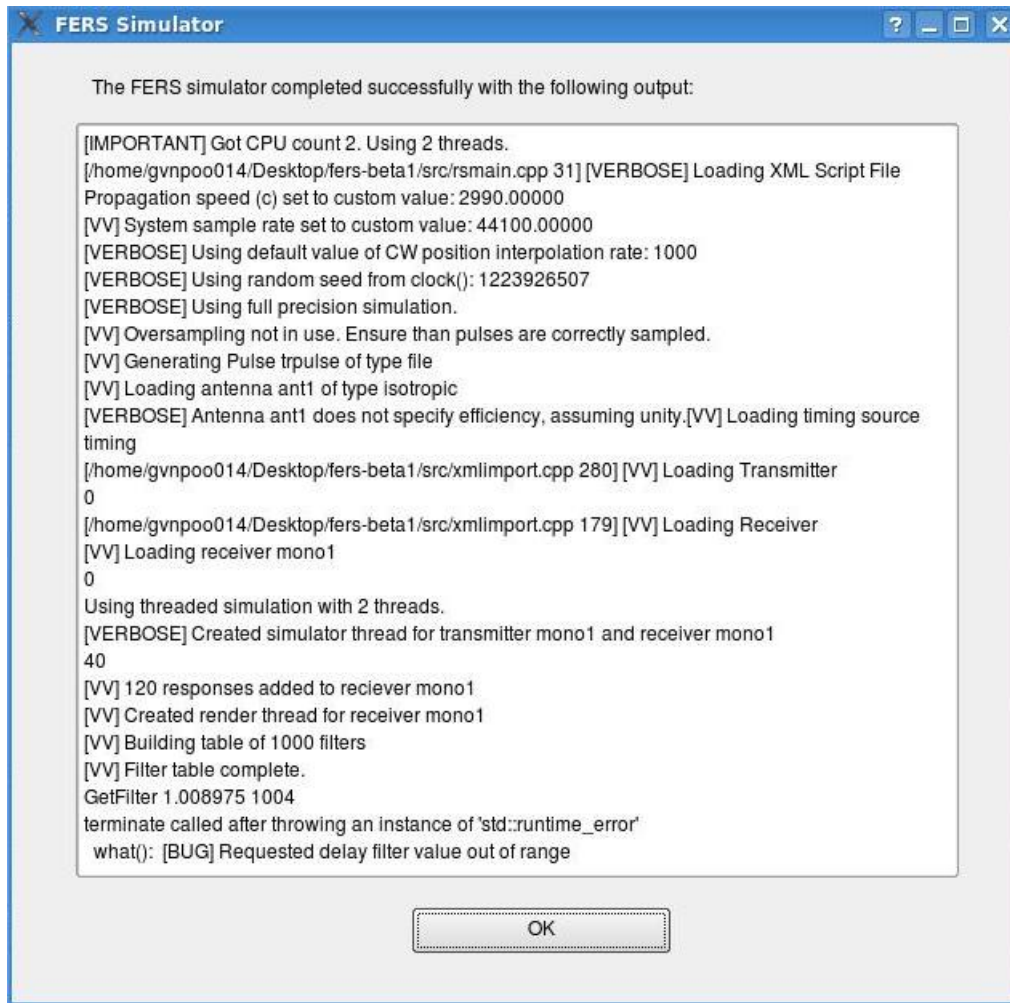 FERS Simulator
The FERS simulator completed successfully with the following output:
[IMPORTANT] Got CPU count 2. Using 2 threads.
[/home/gvnpoo014/Desktop/fers-beta1/src/rsmain.cpp 31] [VERBOSE] Loading XML Script File
Propagation speed (c) set to custom value: 2990.00000
[VV] System sample rate set to custom value: 44100.00000
[VERBOSE] Using default value of CW position interpolation rate: 1000
[VERBOSE] Using random seed from clock(): 1223926507
[VERBOSE] Using full precision simulation.
[VV] Oversampling not in use. Ensure than pulses are correctly sampled.
[VV] Generating Pulse trpulse of type file
[VV] Loading antenna ant1 of type isotropic
[VERBOSE] Antenna ant1 does not specify efficiency, assuming unity.[VV] Loading timing source
timing
[/home/gvnpoo014/Desktop/fers-beta1/src/xmlimport.cpp 280] [VV] Loading Transmitter
0
[/home/gvnpoo014/Desktop/fers-beta1/src/xmlimport.cpp 179] [VV] Loading Receiver
[VV] Loading receiver mono1
0
Using threaded simulation with 2 threads.
[VERBOSE] Created simulator thread for transmitter mono1 and receiver mono1
40
[VV] 120 responses added to reciever mono1
[VV] Created render thread for receiver mono1
[VV] Building table of 1000 filters
[VV] Filter table complete.
GetFilter 1.008975 1004
terminate called after throwing an instance of 'std::runtime_error'
what(): [BUG] Requested delay filter value out of range
OK